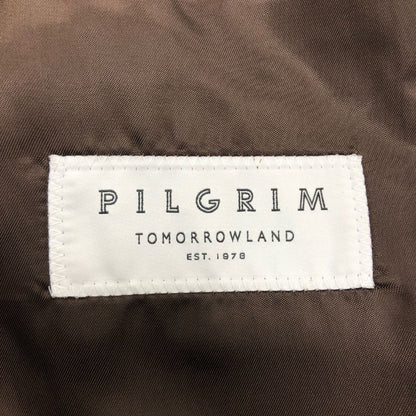 PILGRIM
TOMORROWLAND
EST. 1978